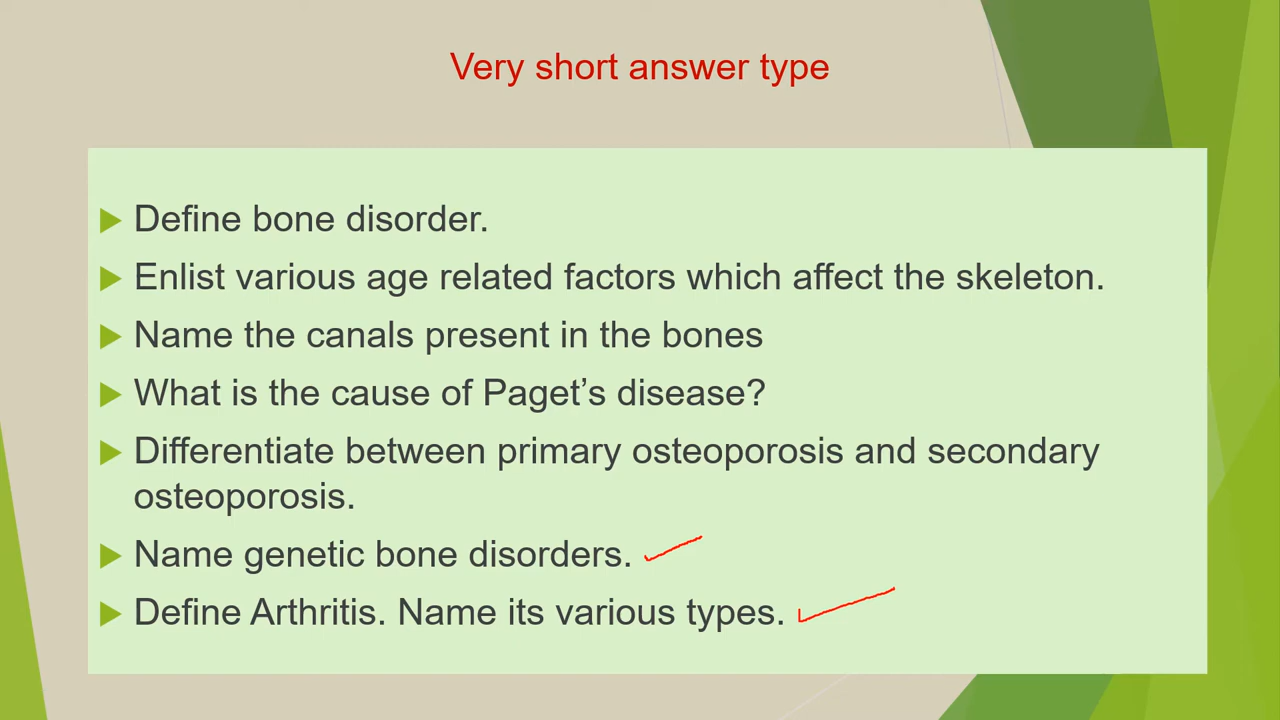 Very short answer type
Define bone disorder.
Enlist various age related factors which affect the skeleton.
Name the canals present in the bones
What is the cause of Paget’s disease?
Differentiate between primary osteoporosis and secondary
osteoporosis.
Name genetic bone disorders.
Define Arthritis. Name its various types.